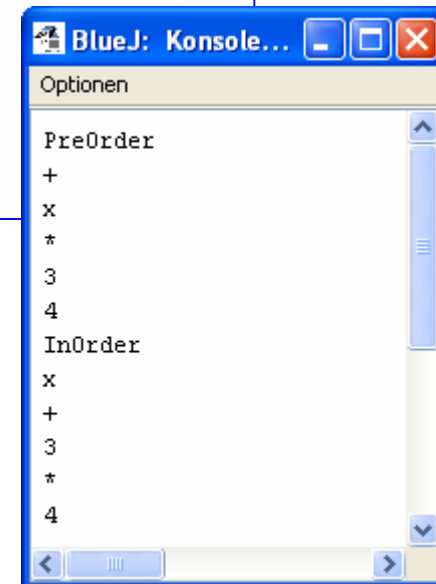 BlueJ: Konsole...
Optionen
PreOrder
+
x
*
3
4
InOrder
x
+
3
*
4